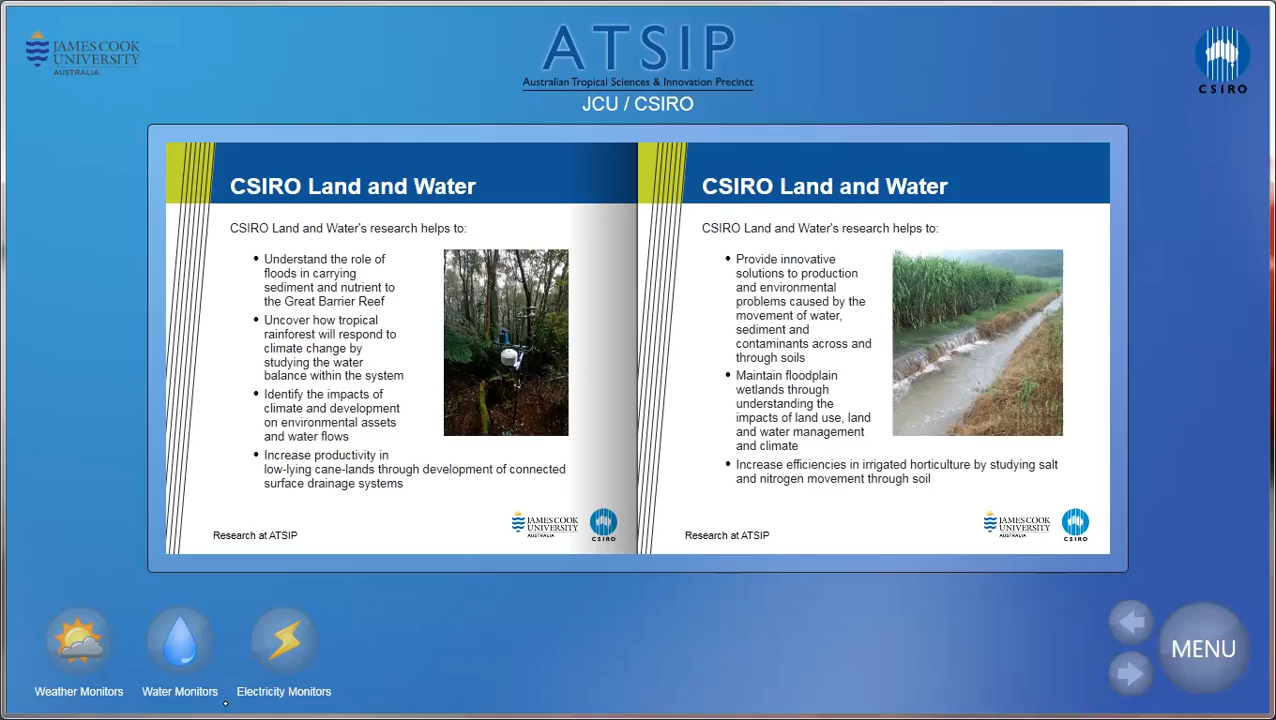 JAMES COOK
UNIVERSITY
AUSTRALIA
ATSIP
Australian Tropical Sciences & Innovation Precinct
JCU / CSIRO
CSIRO
CSIRO Land and Water
CSIRO Land and Water's research helps to:
• Understand the role of
floods in carrying
sediment and nutrient to
the Great Barrier Reef
• Uncover how tropical
rainforest will respond to
climate change by
studying the water
balance within the system
• Identify the impacts of
climate and development
on environmental assets
and water flows
• Increase productivity in
low-lying cane-lands through development of connected
surface drainage systems
Research at ATSIP
JAMES COOK
UNIVERSITY
AUSTRALIA
CSIRO
CSIRO Land and Water
CSIRO Land and Water's research helps to:
• Provide innovative
solutions to production
and environmental
problems caused by the
movement of water,
sediment and
contaminants across and
through soils
• Maintain floodplain
wetlands through
understanding the
impacts of land use, land
and water management
and climate
• Increase efficiencies in irrigated horticulture by studying salt
and nitrogen movement through soil
Research at ATSIP
JAMES COOK
UNIVERSITY
AUSTRALIA
CSIRO
Weather Monitors
Water Monitors
Electricity Monitors
MENU